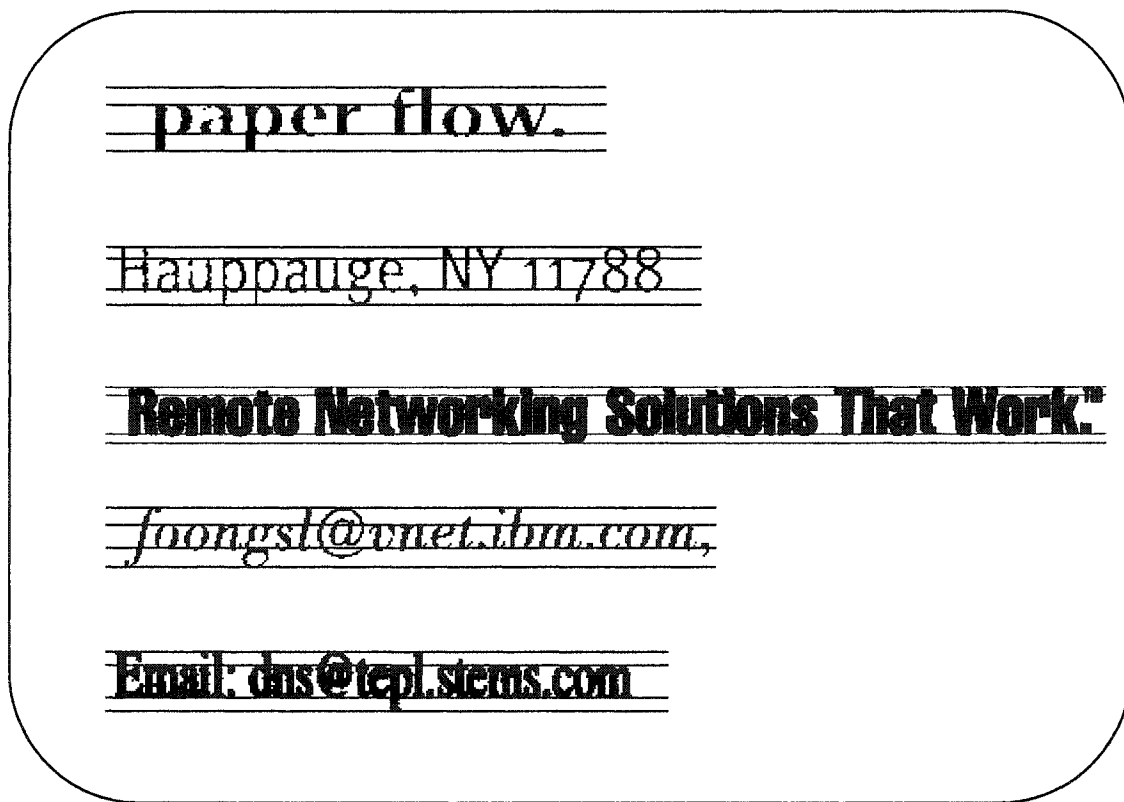 paper flow.
Hauppauge, NY 11788
Remote Networking Solutions That Work.™
foongsl@vnet.ibm.com,
Email: dns@tepl.stems.com